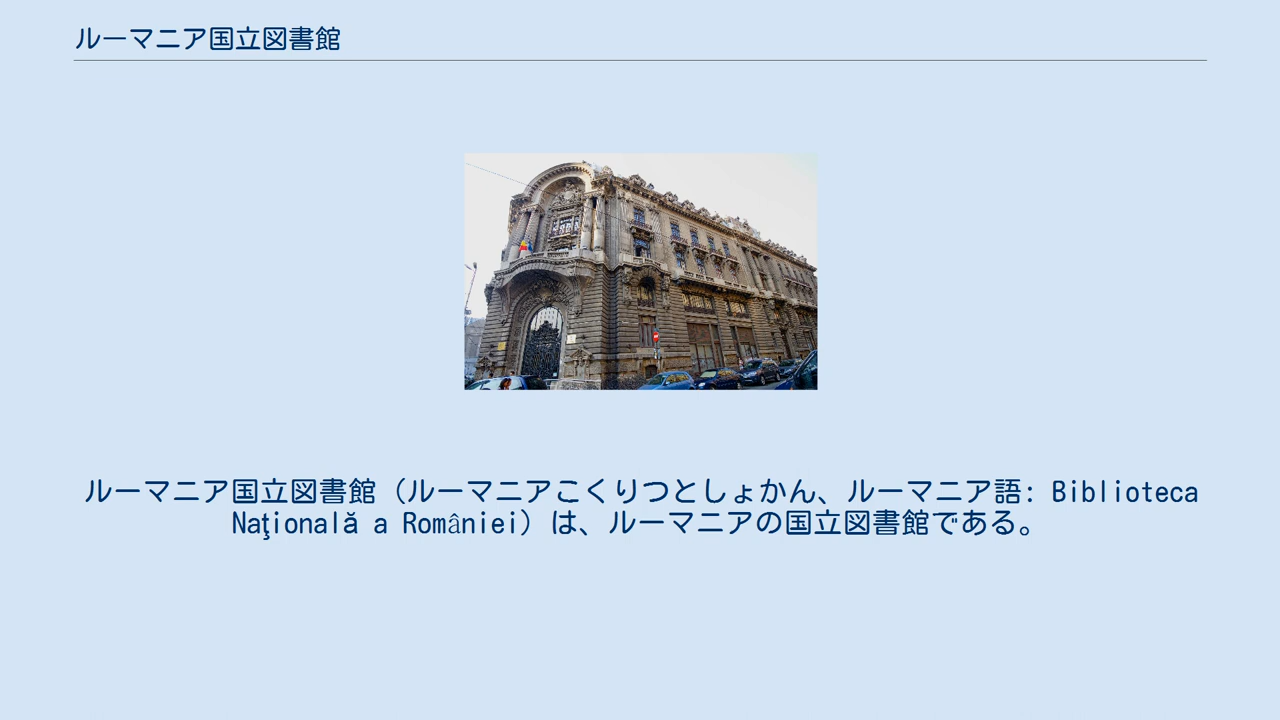 ルーマニア国立図書館
ルーマニア国立図書館（ルーマニアこくりつとしょかん、ルーマニア語: Biblioteca
Naţională a României）は、ルーマニアの国立図書館である。